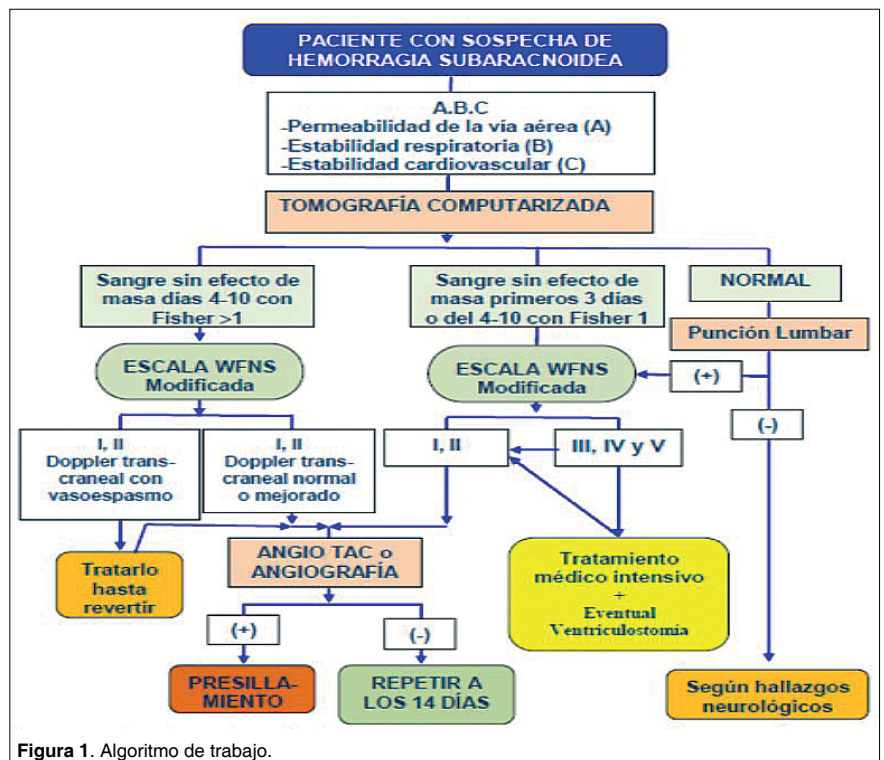 PACIENTE CON SOSPECHA DE
HEMORRAGIA SUBARACNOIDEA
A.B.C
-Permeabilidad de la vía aérea (A)
-Estabilidad respiratoria (B)
-Estabilidad cardiovascular (C)
TOMOGRAFÍA COMPUTARIZADA
Sangre sin efecto de
masa días 4-10 con
Fisher >1
Sangre sin efecto de
masa primeros 3 días
o del 4-10 con Fisher 1
NORMAL
Punción Lumbar
ESCALA WFNS
Modificada
ESCALA WFNS
Modificada
(+)
(-)
I, II
Doppler trans-
craneal con
vasoespasmo
I, II
Doppler trans-
craneal normal
o mejorado
I, II
III, IV y V
Tratarlo
hasta
revertir
ANGIO TAC o
ANGIOGRAFÍA
Tratamiento
médico intensivo
+
Eventual
Ventriculostomía
(+)
(-)
PRESILLA-
MIENTO
REPETIR A
LOS 14 DÍAS
Según hallazgos
neurológicos
Figura 1. Algoritmo de trabajo.